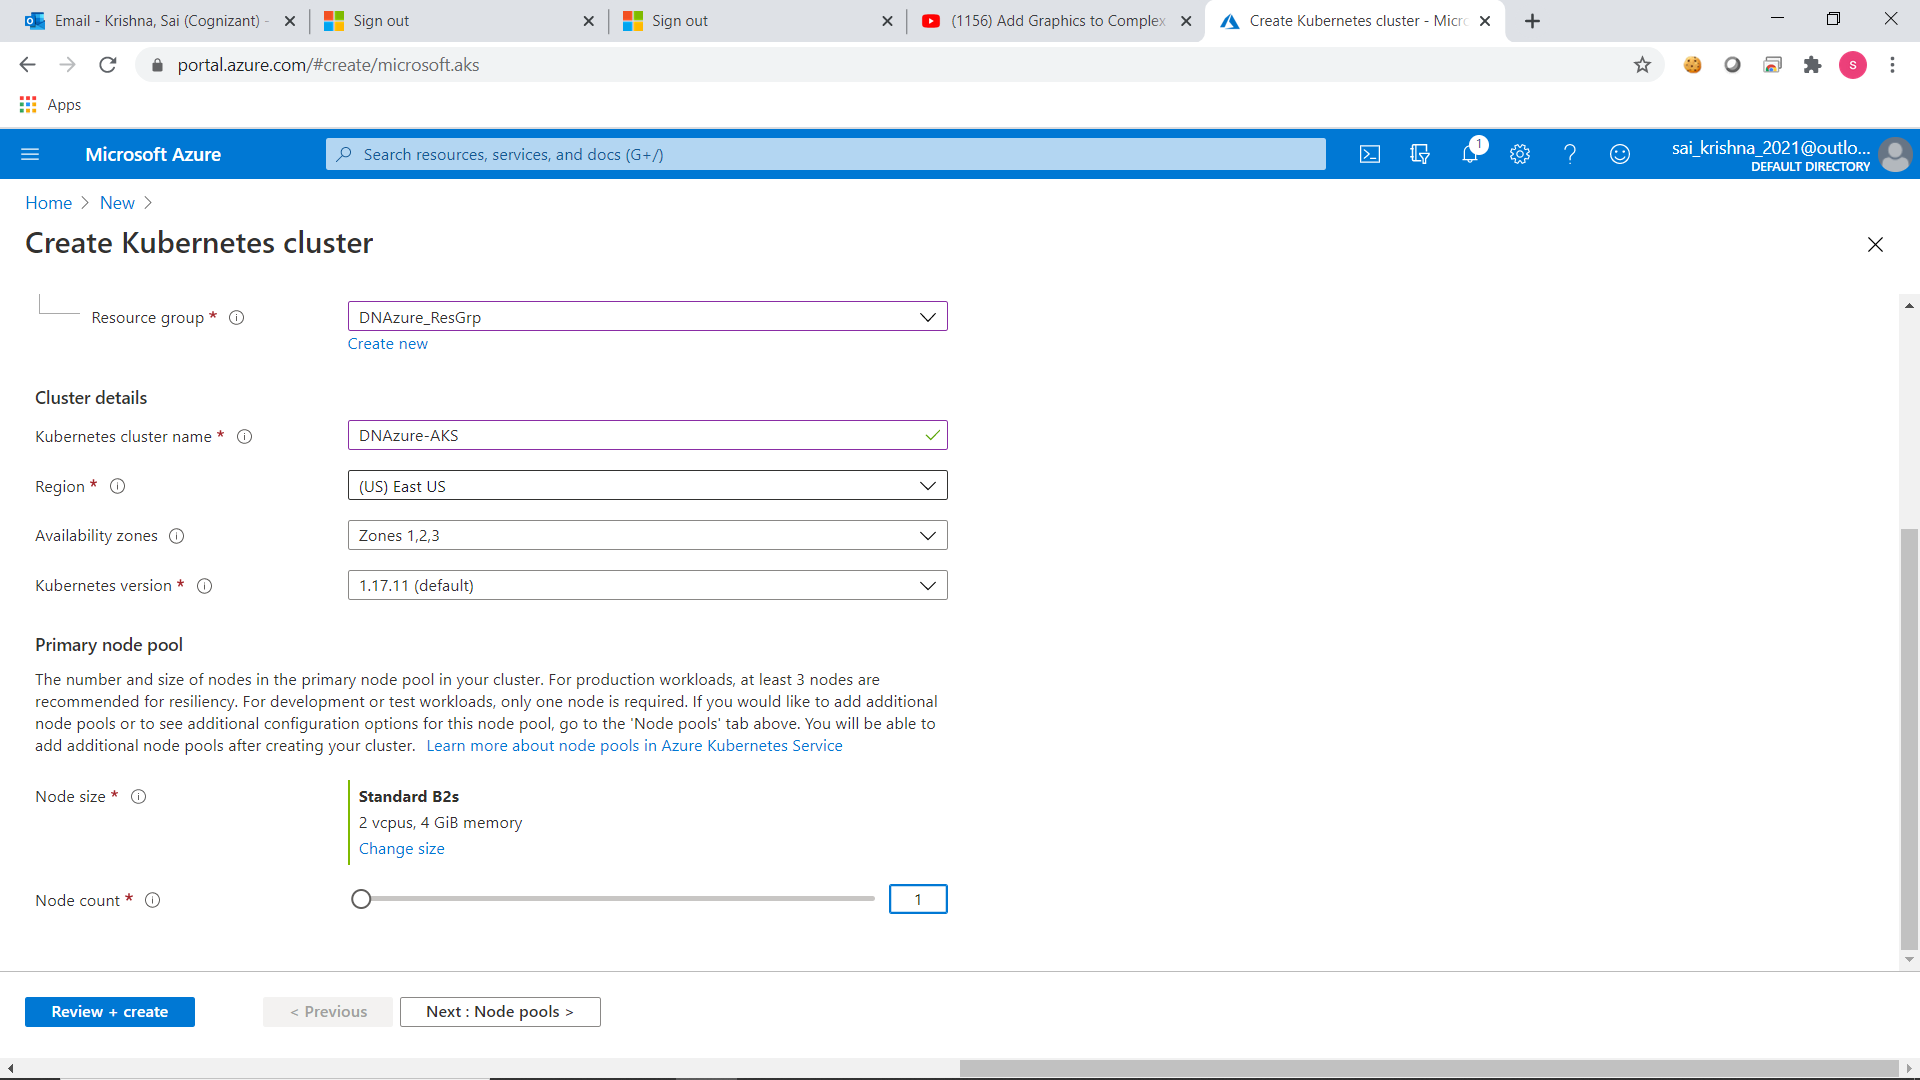 Email - Krishna, Sai (Cognizant) -
Sign out
Sign out
(1156) Add Graphics to Complex
Create Kubernetes cluster - Micro
portal.azure.com/#create/microsoft.aks
S
Apps
Microsoft Azure
Search resources, services, and docs (G+/)
1
sai_krishna_2021@outlo...
DEFAULT DIRECTORY
Home > New >
Create Kubernetes cluster
Resource group *
DNAzure_ResGrp
Create new
Cluster details
Kubernetes cluster name *
DNAzure-AKS
Region *
(US) East US
Availability zones
Zones 1,2,3
Kubernetes version *
1.17.11 (default)
Primary node pool
The number and size of nodes in the primary node pool in your cluster. For production workloads, at least 3 nodes are
recommended for resiliency. For development or test workloads, only one node is required. If you would like to add additional
node pools or to see additional configuration options for this node pool, go to the 'Node pools' tab above. You will be able to
add additional node pools after creating your cluster. Learn more about node pools in Azure Kubernetes Service
Node size *
Standard B2s
2 vcpus, 4 GiB memory
Change size
Node count *
1
Review + create
< Previous
Next : Node pools >